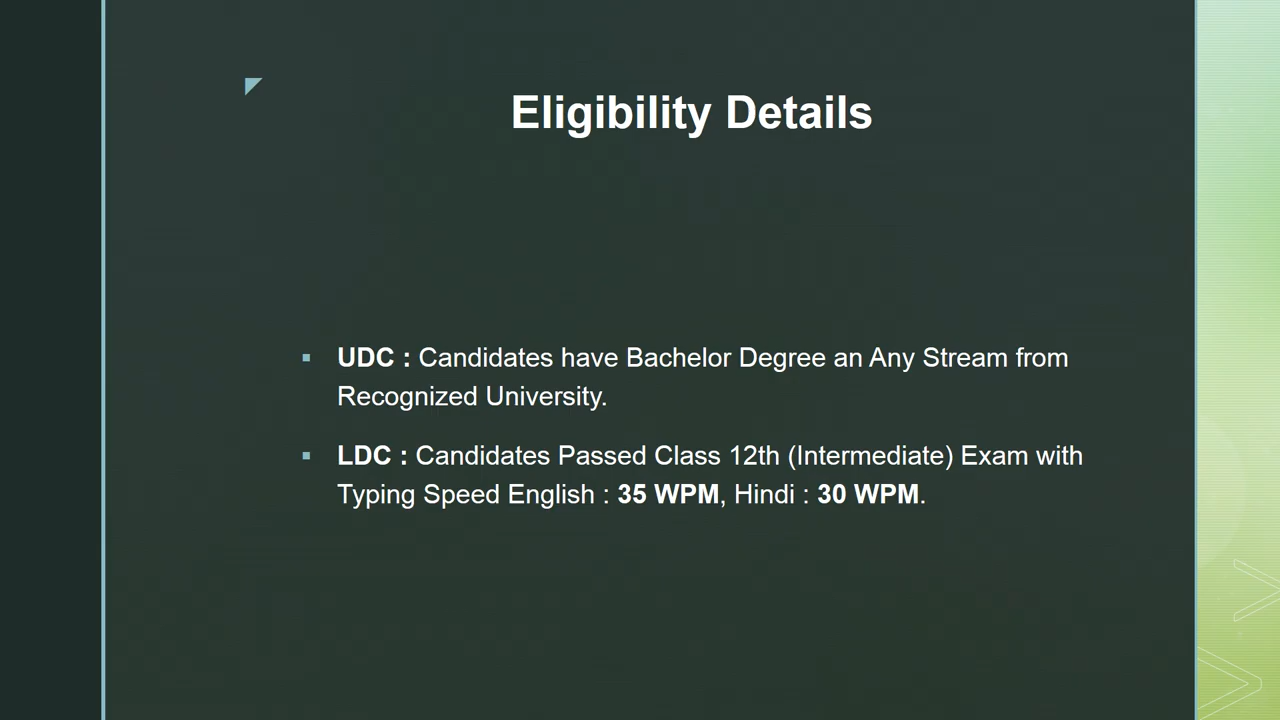 Eligibility Details
▪ UDC : Candidates have Bachelor Degree an Any Stream from
Recognized University.
▪ LDC : Candidates Passed Class 12th (Intermediate) Exam with
Typing Speed English : 35 WPM, Hindi : 30 WPM.